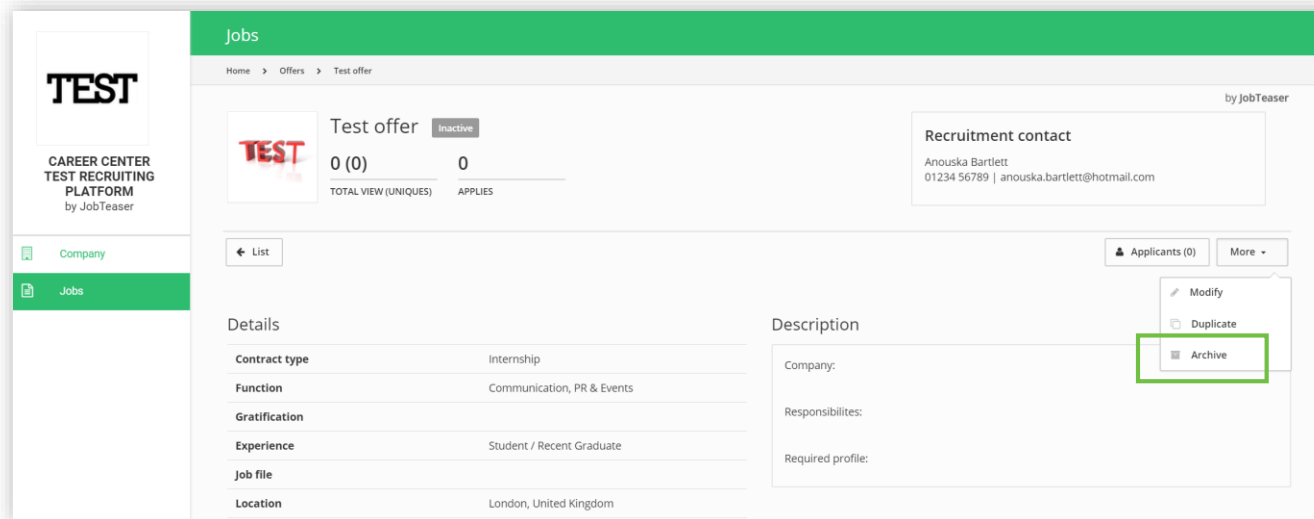 Jobs
Home > Offers > Test offer
by JobTeaser
TEST
CAREER CENTER
TEST RECRUITING
PLATFORM
by JobTeaser
Company
Jobs
TEST
Test offer Inactive
0 (0) 0
TOTAL VIEW (UNIQUES) APPLIES
Recruitment contact
Anouska Bartlett
01234 56789 | anouska.bartlett@hotmail.com
List
Applicants (0) More
Modify
Duplicate
Archive
Details
Contract type Internship
Function Communication, PR & Events
Gratification
Experience Student / Recent Graduate
Job file
Location London, United Kingdom
Description
Company:
Responsibilites:
Required profile: